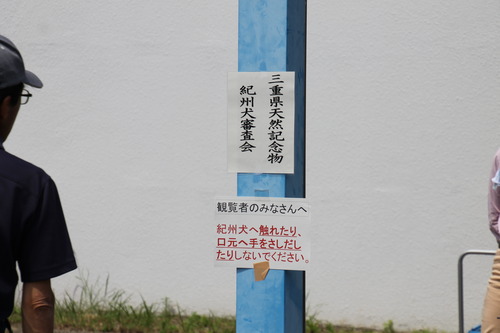 三重県天然記念物
紀州犬審査会
観覧者のみなさんへ
紀州犬へ触れたり、
口元へ手をさしだし
たりしないでください。